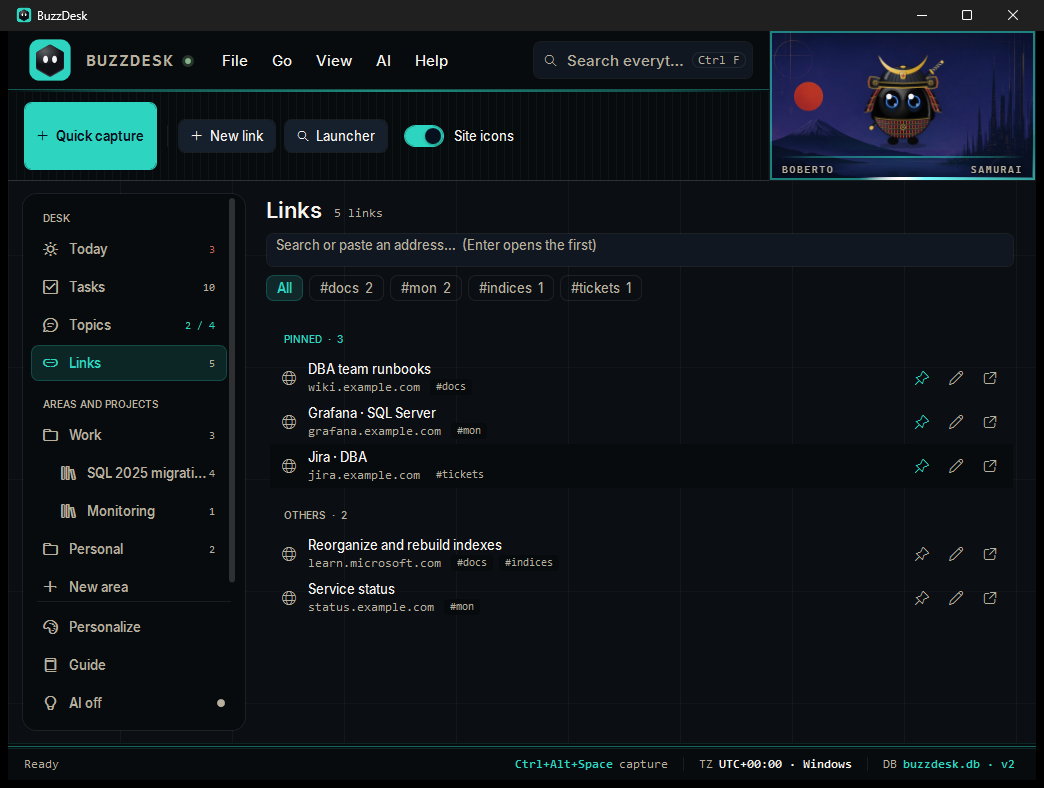 BuzzDesk
BUZZDESK File Go View AI Help Search everyt... Ctrl F
+ Quick capture + New link Launcher Site icons
BOBERTO SAMURAI
DESK
Today 3
Tasks 10
Topics 2 / 4
Links 5
AREAS AND PROJECTS
Work 3
SQL 2025 migrati... 4
Monitoring 1
Personal 2
+ New area
Personalize
Guide
AI off
Links 5 links
Search or paste an address... (Enter opens the first)
All #docs 2 #mon 2 #indices 1 #tickets 1
PINNED · 3
DBA team runbooks
wiki.example.com #docs
Grafana · SQL Server
grafana.example.com #mon
Jira · DBA
jira.example.com #tickets
OTHERS · 2
Reorganize and rebuild indexes
learn.microsoft.com #docs #indices
Service status
status.example.com #mon
Ready Ctrl+Alt+Space capture TZ UTC+00:00 · Windows DB buzzdesk.db · v2